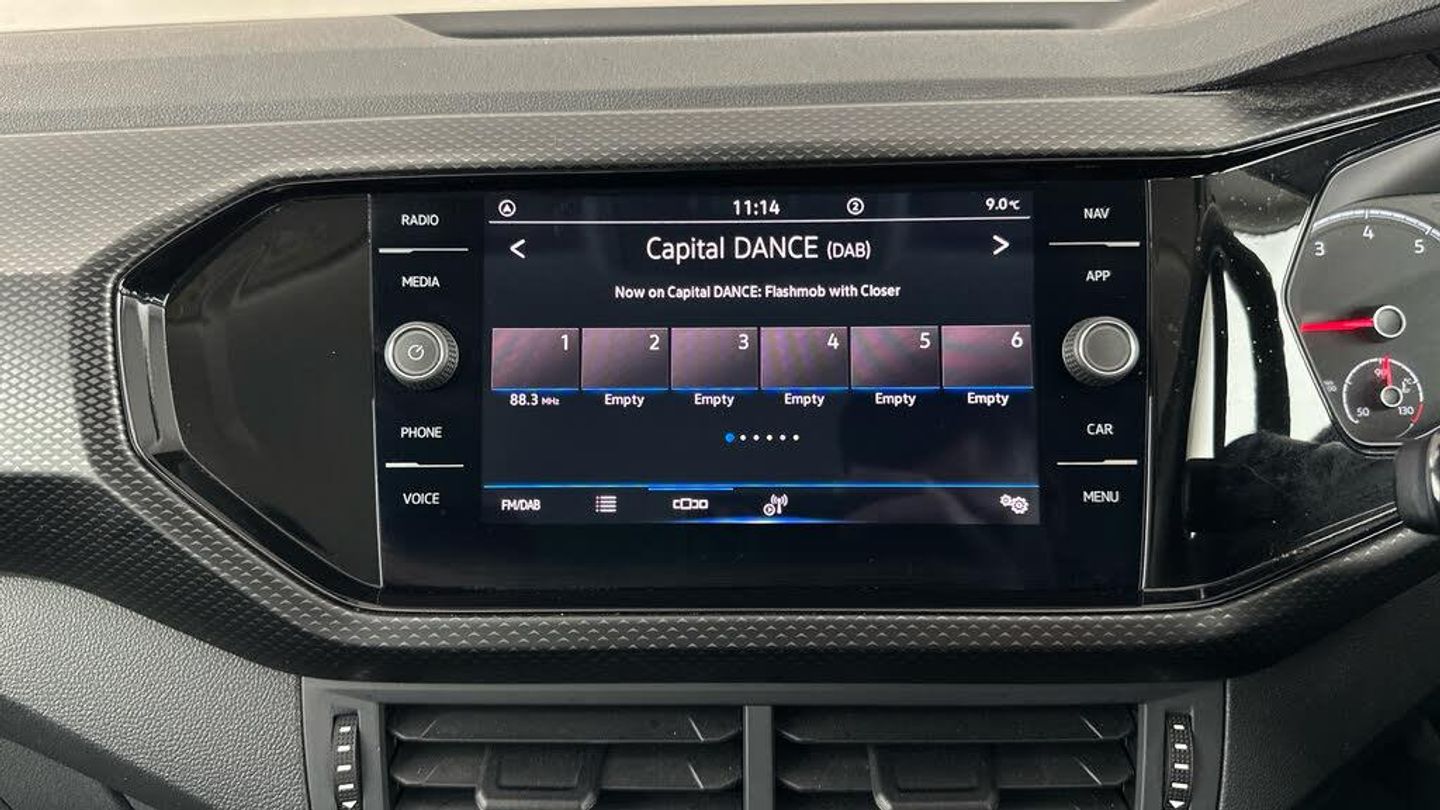 RADIO
MEDIA
PHONE
VOICE
11:14 2 9.0°C
< Capital DANCE (DAB) >
Now on Capital DANCE: Flashmob with Closer
1 2 3 4 5 6
88.3 MHz Empty Empty Empty Empty Empty
FM/DAB
NAV
APP
CAR
MENU
3 4 5
90
50 130